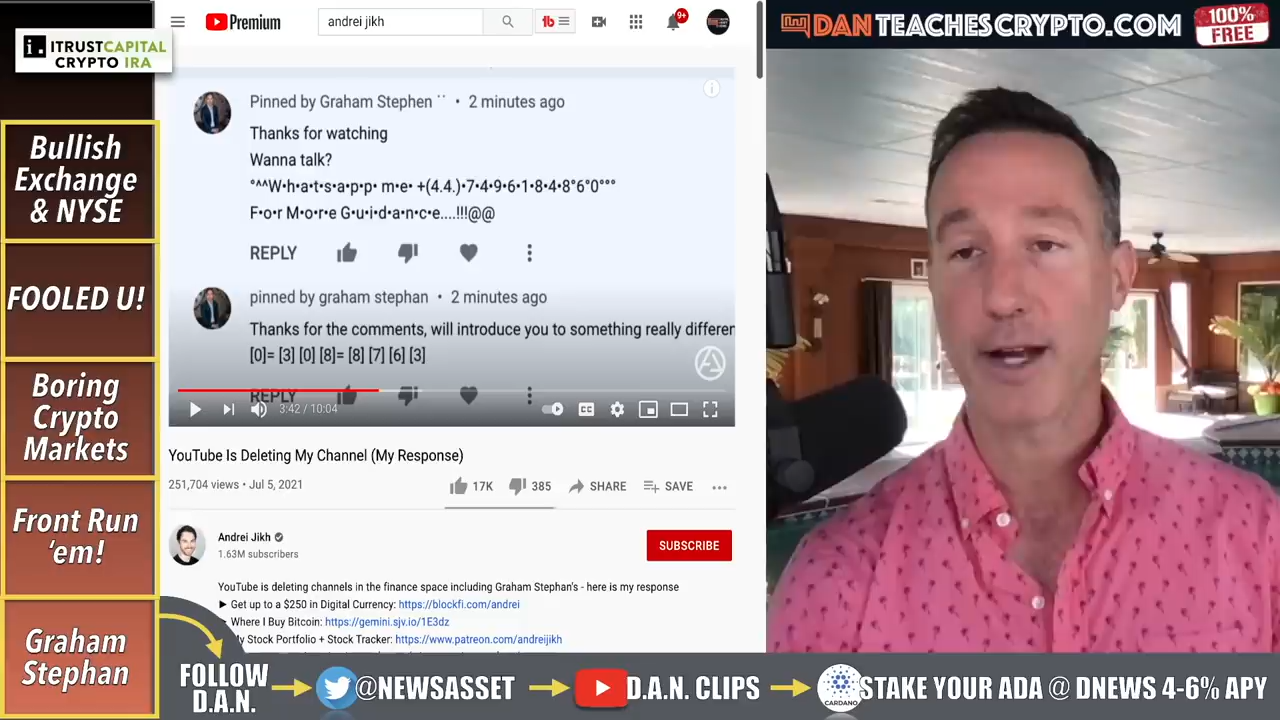 i. ITRUSTCAPITAL
CRYPTO IRA
Bullish
Exchange
& NYSE
FOOLED U!
Boring
Crypto
Markets
Front Run
‘em!
Graham
Stephan
Premium
andrei jikh
tb
9+
Pinned by Graham Stephen ˙˙ • 2 minutes ago
Thanks for watching
Wanna talk?
°^^W•h•a•t•s•a•p•p• m•e• +(4.4.)•7•4•9•6•1•8•4•8°6°0°°°
F•o•r M•o•r•e G•u•i•d•a•n•c•e....!!!@@
REPLY
pinned by graham stephan • 2 minutes ago
Thanks for the comments, will introduce you to something really differen
[0]= [3] [0] [8]= [8] [7] [6] [3]
REPLY
3:42 / 10:04
CC
YouTube Is Deleting My Channel (My Response)
251,704 views • Jul 5, 2021
17K
385
SHARE
SAVE
Andrei Jikh
1.63M subscribers
SUBSCRIBE
YouTube is deleting channels in the finance space including Graham Stephan's - here is my response
► Get up to a $250 in Digital Currency: https://blockfi.com/andrei
Where I Buy Bitcoin: https://gemini.sjv.io/1E3dz
My Stock Portfolio + Stock Tracker: https://www.patreon.com/andreijikh
DANTEACHESCRYPTO.COM
100%
FREE
FOLLOW
D.A.N.
@NEWSASSET
D.A.N. CLIPS
CARDANO
STAKE YOUR ADA @ DNEWS 4-6% APY